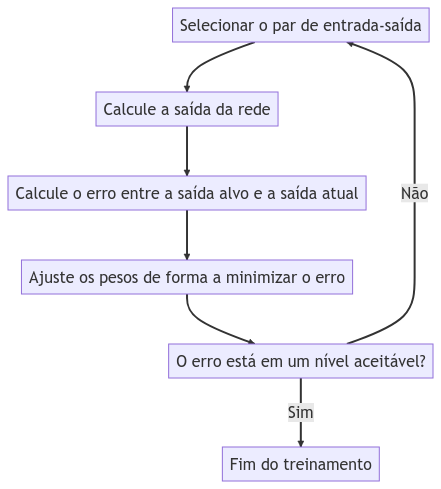 Selecionar o par de entrada-saída
Calcule a saída da rede
Calcule o erro entre a saída alvo e a saída atual
Não
Ajuste os pesos de forma a minimizar o erro
O erro está em um nível aceitável?
Sim
Fim do treinamento